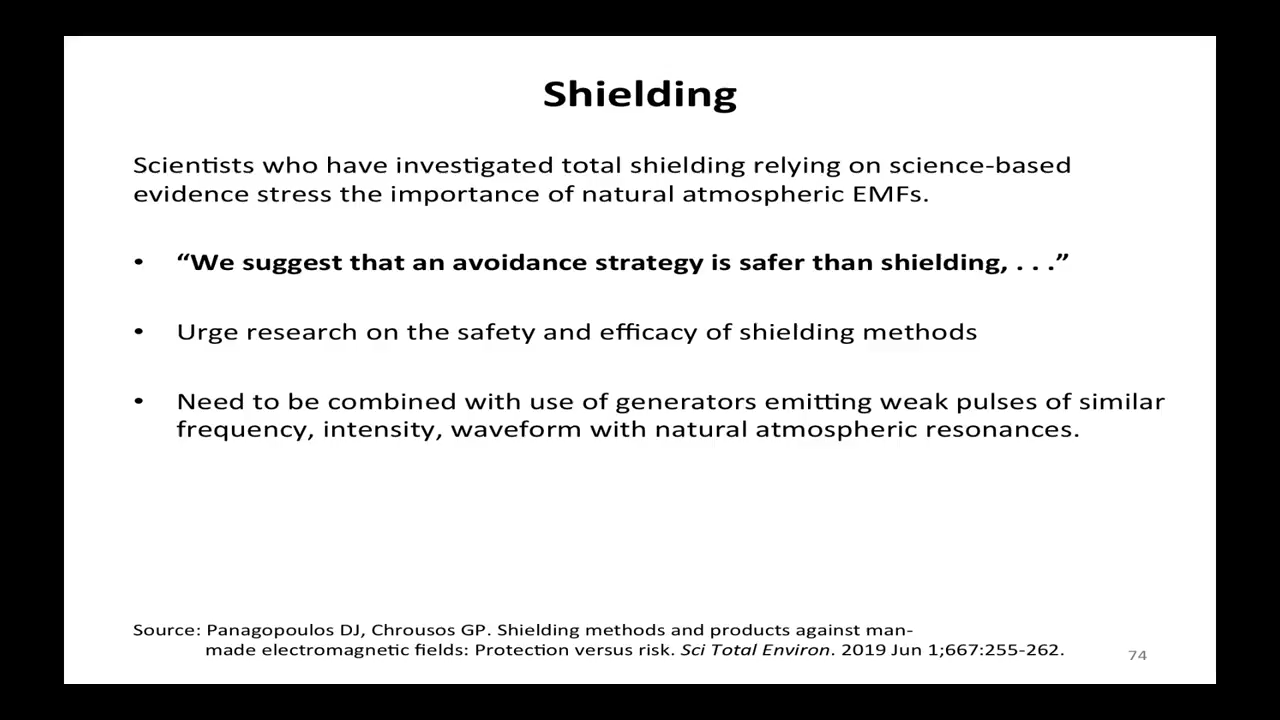 Shielding
Scientists who have investigated total shielding relying on science-based
evidence stress the importance of natural atmospheric EMFs.
• “We suggest that an avoidance strategy is safer than shielding, . . .”
• Urge research on the safety and efficacy of shielding methods
• Need to be combined with use of generators emitting weak pulses of similar
frequency, intensity, waveform with natural atmospheric resonances.
Source: Panagopoulos DJ, Chrousos GP. Shielding methods and products against man-
made electromagnetic fields: Protection versus risk. Sci Total Environ. 2019 Jun 1;667:255-262.
74